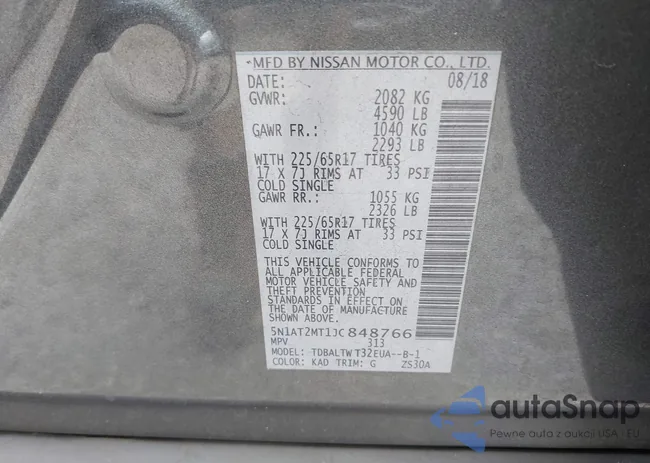 MFD BY NISSAN MOTOR CO., LTD.
DATE: 08/18
GVWR: 2082 KG
4590 LB
GAWR FR.: 1040 KG
2293 LB
WITH 225/65R17 TIRES
17 X 7J RIMS AT 33 PSI
COLD SINGLE
GAWR RR.: 1055 KG
2326 LB
WITH 225/65R17 TIRES
17 X 7J RIMS AT 33 PSI
COLD SINGLE
THIS VEHICLE CONFORMS TO
ALL APPLICABLE FEDERAL
MOTOR VEHICLE SAFETY AND
THEFT PREVENTION
STANDARDS IN EFFECT ON
THE DATE OF MANUFACTURE
SHOWN ABOVE.
5N1AT2MT1JC848766
MPV 313
MODEL: TDBALTW T32EUA--B-1
COLOR: KAD TRIM: G ZS30A
autaSnap
Pewne auta z aukcji USA - EU